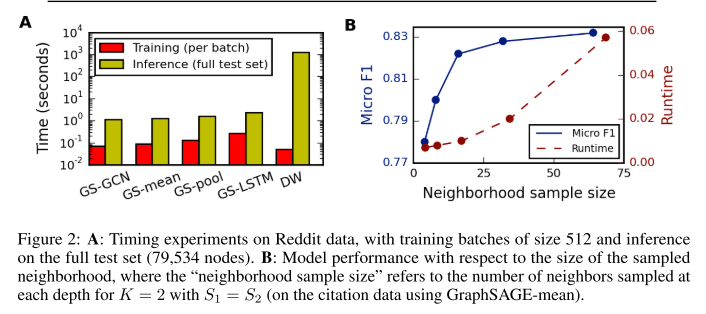 A
Time (seconds)
10^4
10^3
10^2
10^1
10^0
10^-1
10^-2
Training (per batch)
Inference (full test set)
GS-GCN
GS-mean
GS-pool
GS-LSTM
DW
B
Micro F1
0.83
0.81
0.79
0.77
0.06
0.04
0.02
0.00
Runtime
Micro F1
Runtime
0
25
50
75
Neighborhood sample size
Figure 2: A: Timing experiments on Reddit data, with training batches of size 512 and inference
on the full test set (79,534 nodes). B: Model performance with respect to the size of the sampled
neighborhood, where the “neighborhood sample size” refers to the number of neighbors sampled at
each depth for K = 2 with S₁ = S₂ (on the citation data using GraphSAGE-mean).